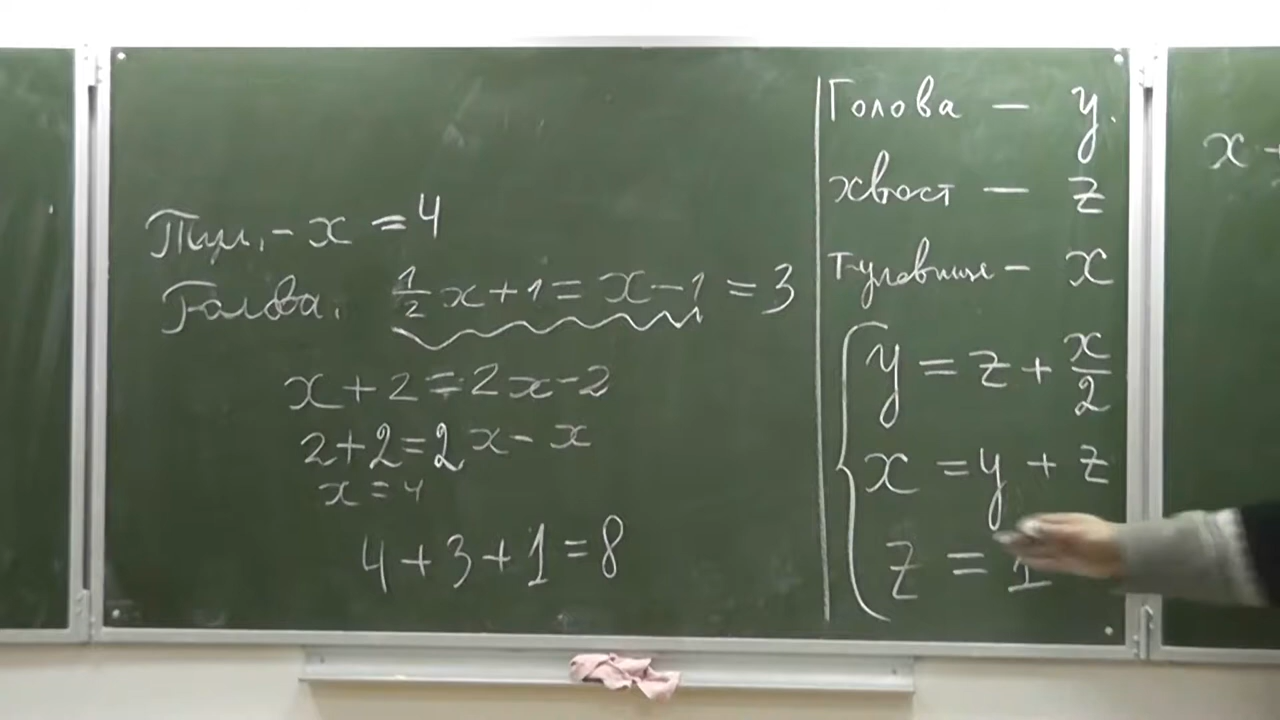 Тул. - x = 4
Голова. 1/2 x + 1 = x - 1 = 3
x + 2 = 2x - 2
2 + 2 = 2x - x
x = 4
4 + 3 + 1 = 8
Голова — y.
хвост — z
туловище — x
y = z + x/2
x = y + z
z = 1
x +